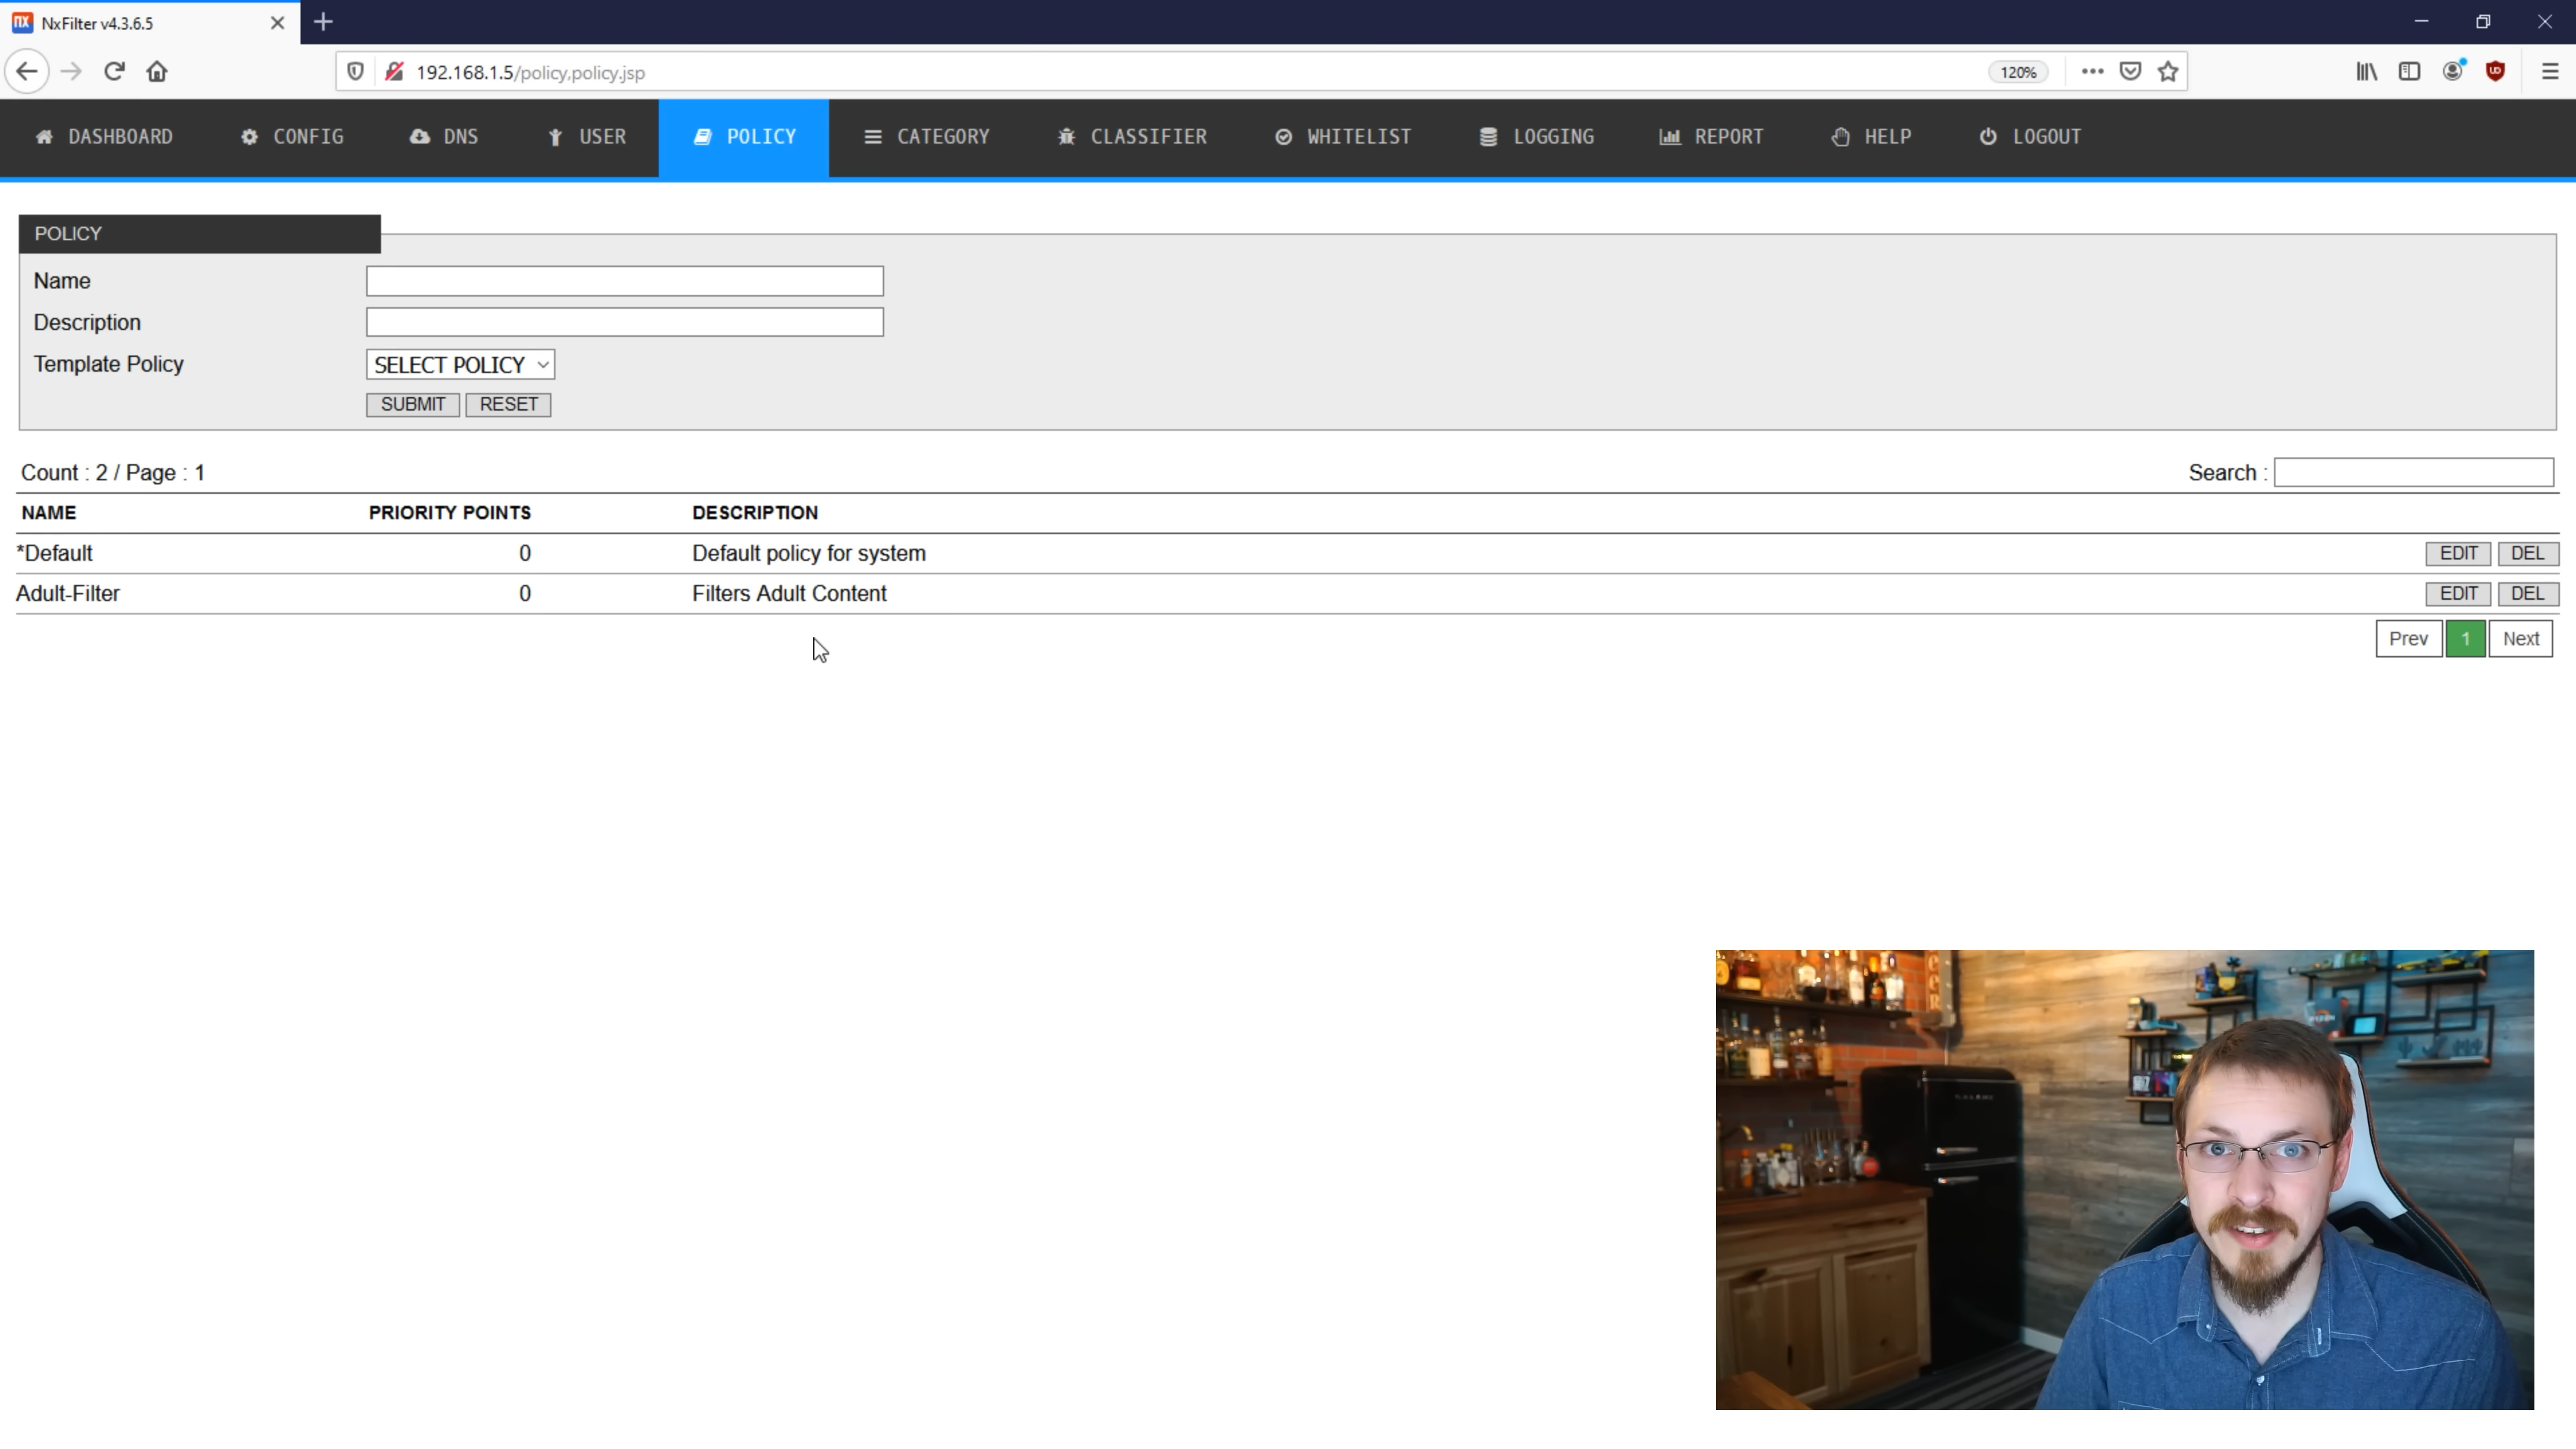 NxFilter v4.3.6.5
192.168.1.5/policy,policy.jsp 120%
DASHBOARD CONFIG DNS USER POLICY CATEGORY CLASSIFIER WHITELIST LOGGING REPORT HELP LOGOUT
POLICY
Name
Description
Template Policy SELECT POLICY
SUBMIT RESET
Count : 2 / Page : 1 Search :
NAME PRIORITY POINTS DESCRIPTION
*Default 0 Default policy for system EDIT DEL
Adult-Filter 0 Filters Adult Content EDIT DEL
Prev 1 Next